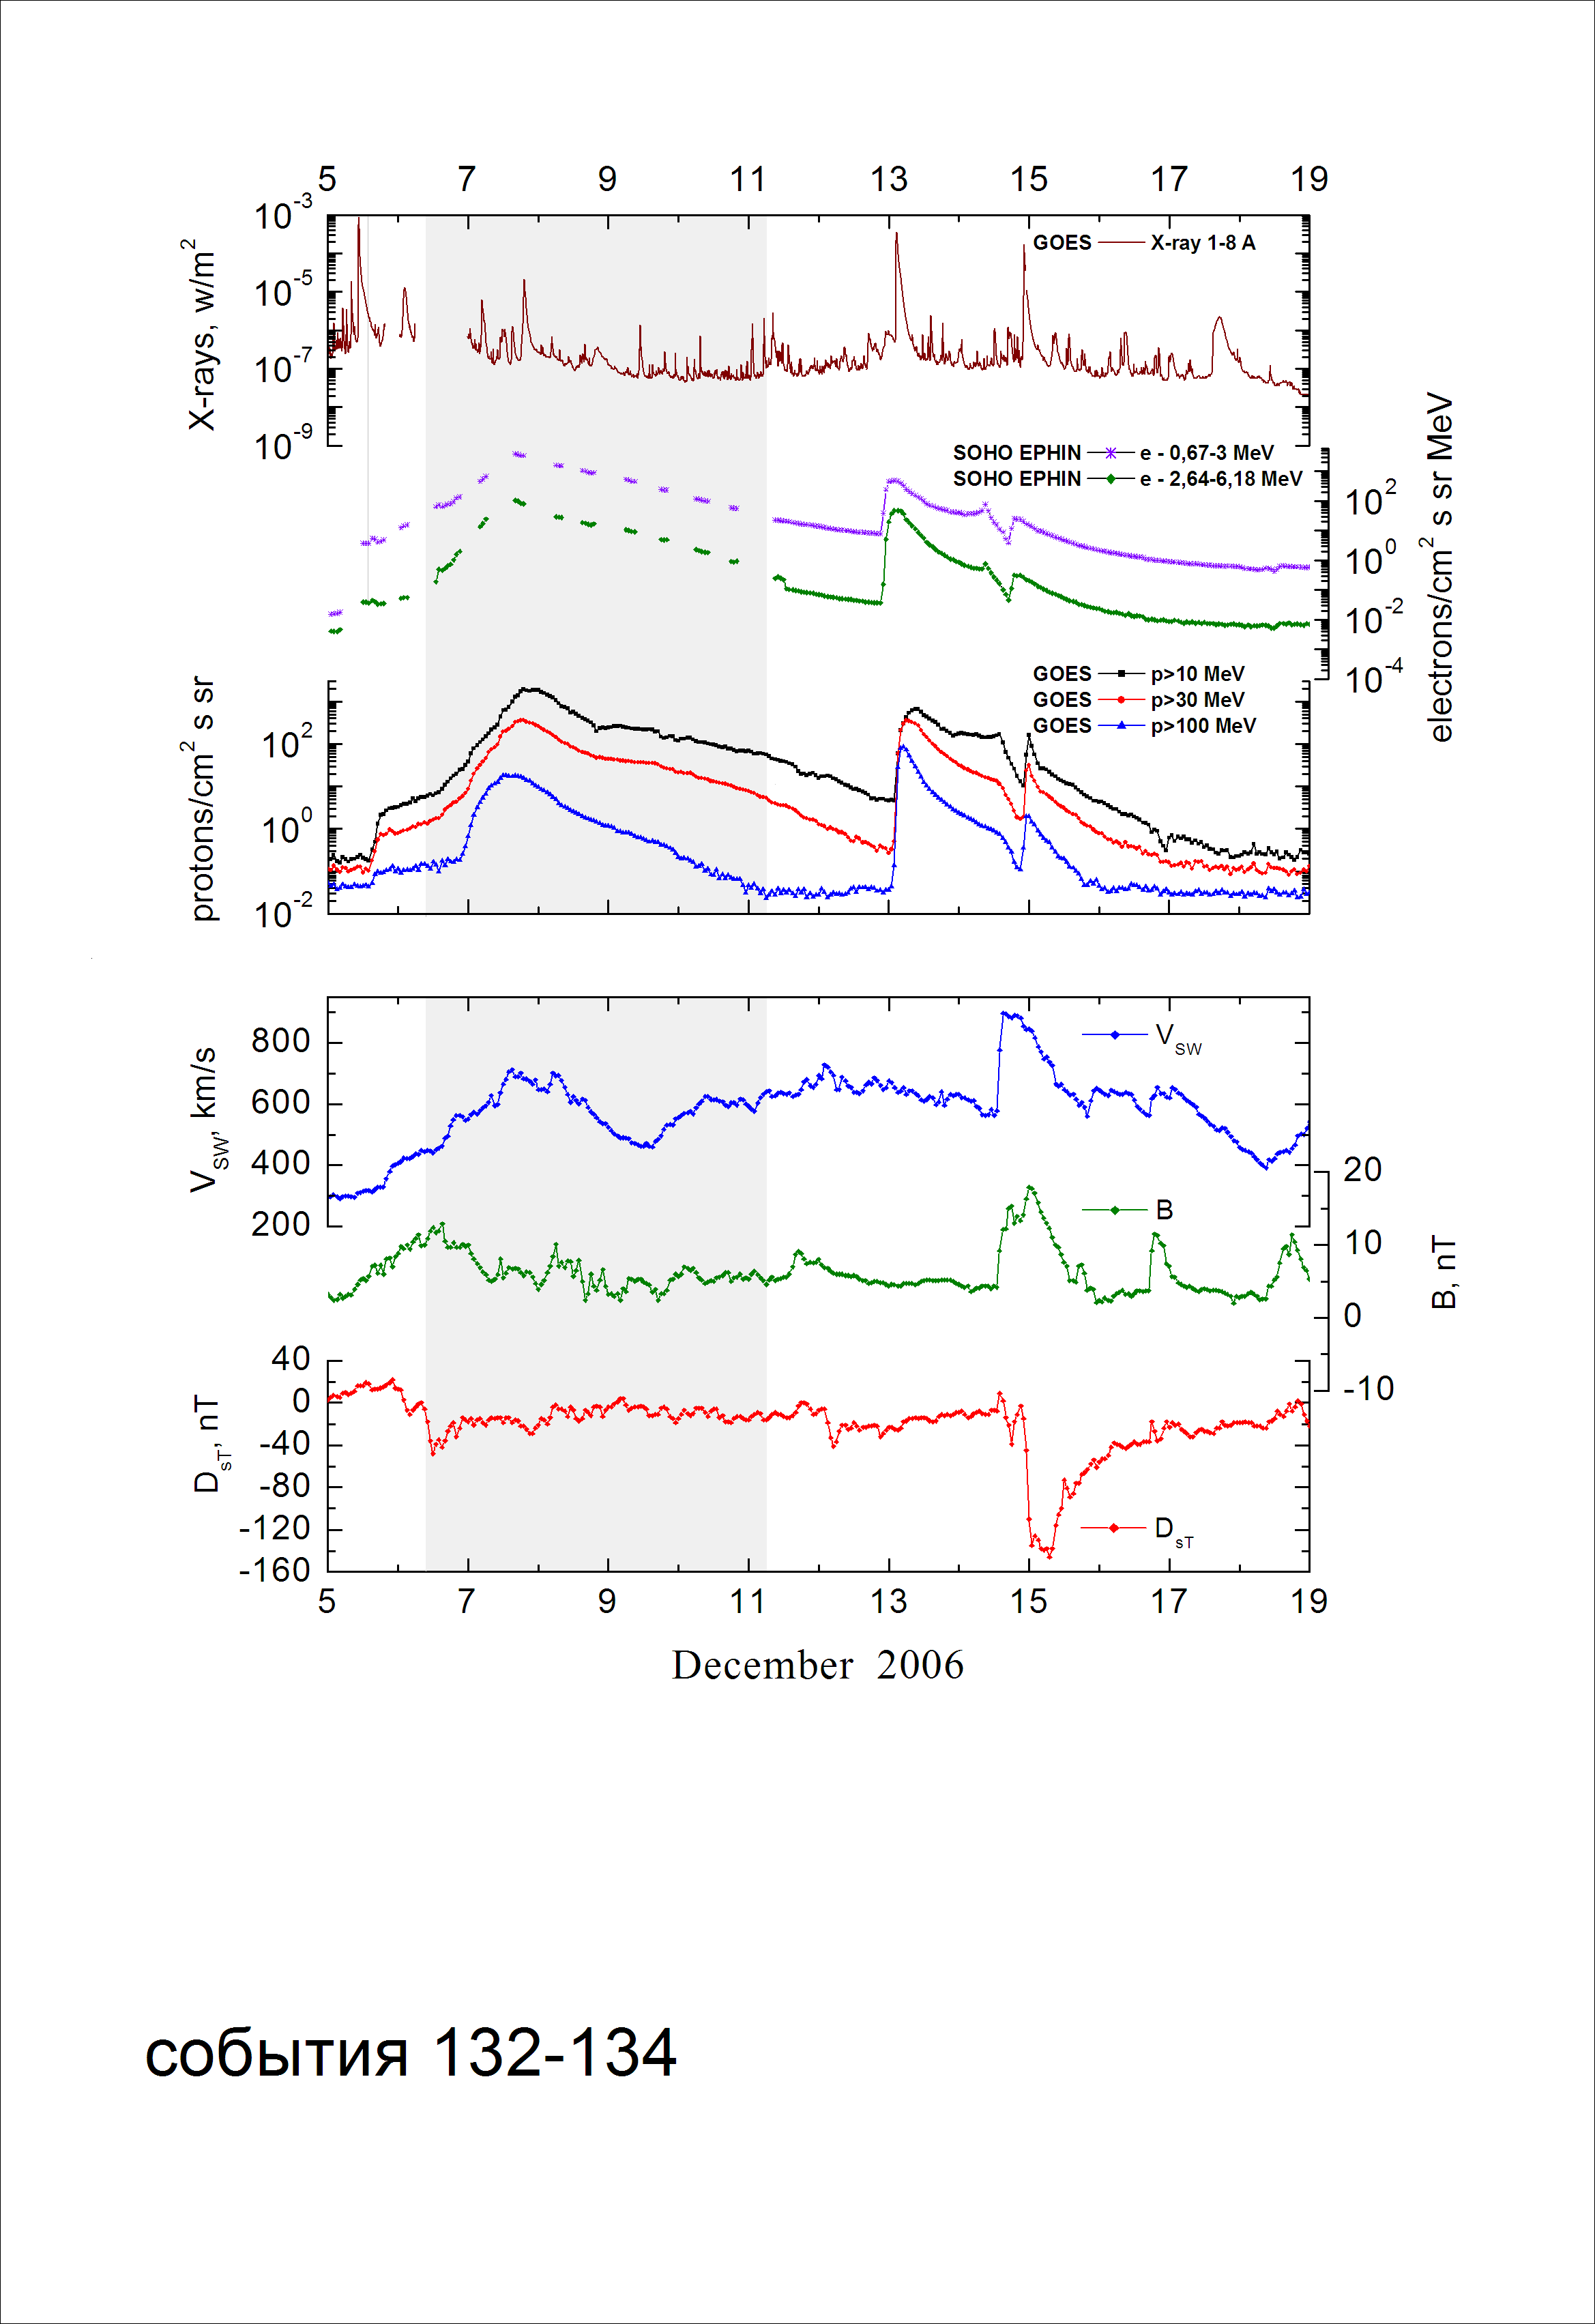 5 7 9 11 13 15 17 19
10-3
10-5
10-7
10-9
X-rays, w/m2
GOES X-ray 1-8 A
SOHO EPHIN e - 0,67-3 MeV
SOHO EPHIN e - 2,64-6,18 MeV
102
100
10-2
10-4
electrons/cm2 s sr MeV
GOES p>10 MeV
GOES p>30 MeV
GOES p>100 MeV
102
100
10-2
protons/cm2 s sr
800
600
400
200
VSW, km/s
VSW
20
10
0
-10
B, nT
B
40
0
-40
-80
-120
-160
DsT, nT
DsT
5 7 9 11 13 15 17 19
December 2006
события 132-134